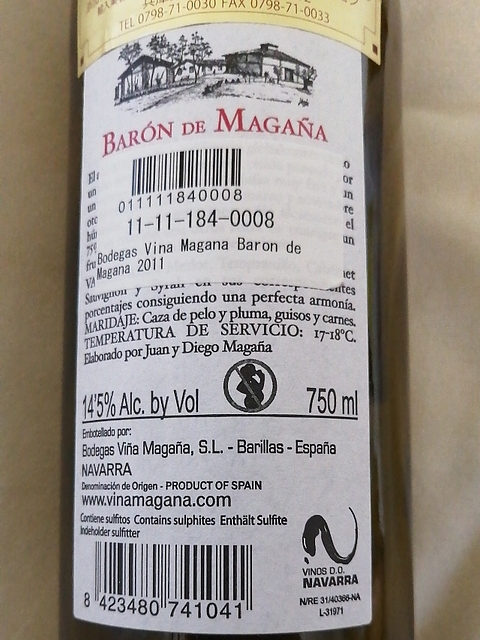 TEL 0798-71-0030 FAX 0798-71-0033
BARÓN DE MAGAÑA
011111840008
11-11-184-0008
Bodegas Vina Magana Baron de
Magana 2011
Sauvignon y Syrah en sus
porcentajes consiguiendo una perfecta armonía.
MARIDAJE: Caza de pelo y pluma, guisos y carnes.
TEMPERATURA DE SERVICIO: 17-18°C.
Elaborado por Juan y Diego Magaña
14'5% Alc. by Vol
750 ml
Embotellado por:
Bodegas Viña Magaña, S.L. - Barillas - España
NAVARRA
Denominación de Origen - PRODUCT OF SPAIN
www.vinamagana.com
Contiene sulfitos Contains sulphites Enthält Sulfite
Indeholder sulfitter
8 423480 741041
VINOS D.O.
NAVARRA
N/RE 31/40366-NA
L-31971